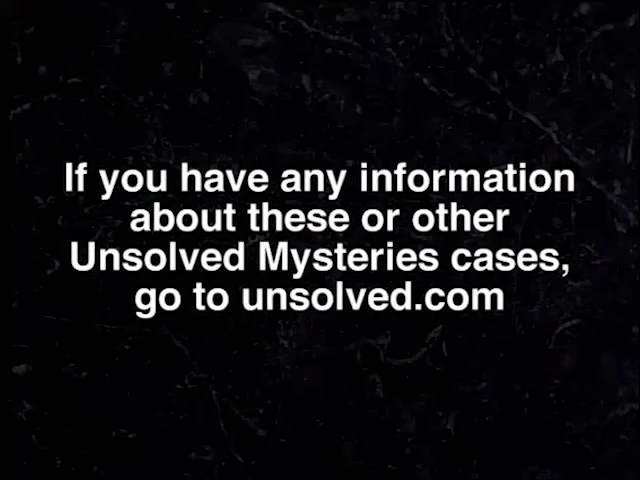 If you have any information
about these or other
Unsolved Mysteries cases,
go to unsolved.com